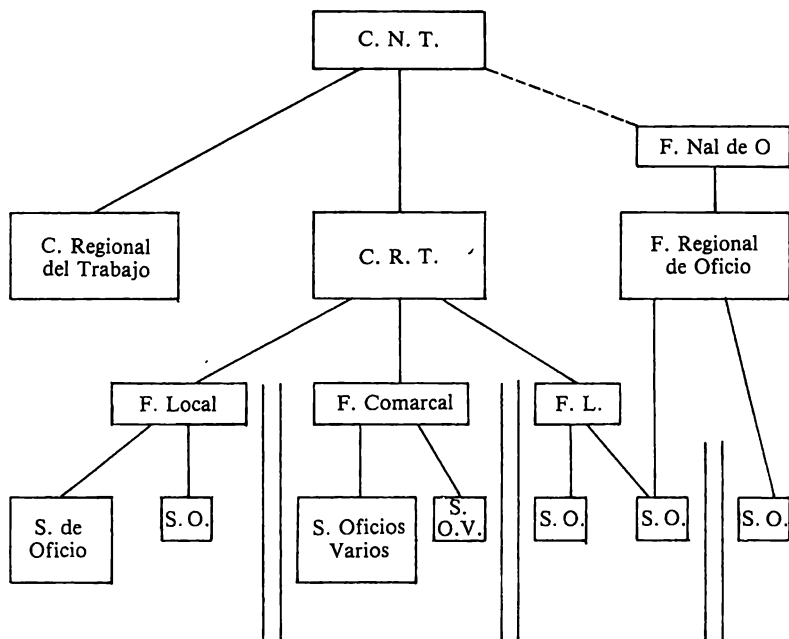 C. N. T.
F. Nal de O
C. Regional
del Trabajo
C. R. T.
F. Regional
de Oficio
F. Local
F. Comarcal
F. L.
S. de
Oficio
S. O.
S. Oficios
Varios
S.
O.V.
S. O.
S. O.
S. O.